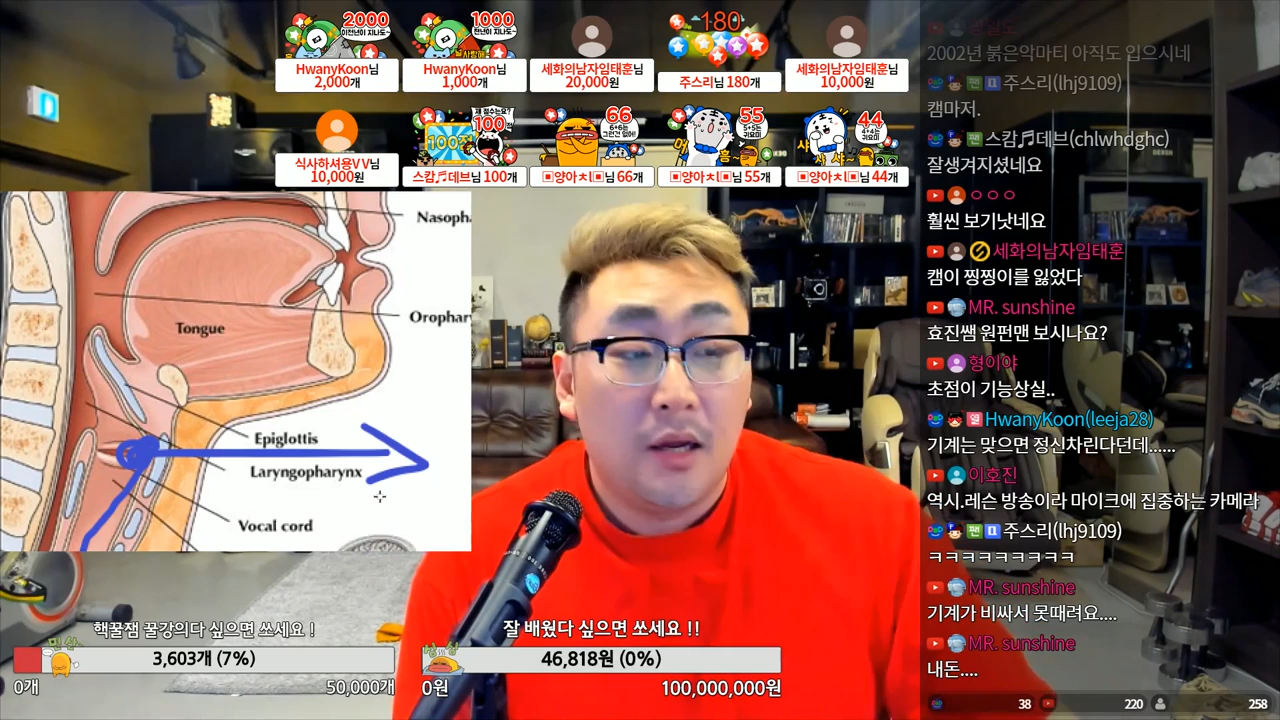 2000
1000
180
HwanyKoon님
2,000개
HwanyKoon님
1,000개
세화의남자임태훈님
20,000원
주스리님 180개
세화의남자임태훈님
10,000원
100
66
55
44
식사하셔용VV님
10,000원
스캄♬데브님 100개
▣양아ㅊl▣님 66개
▣양아ㅊl▣님 55개
▣양아ㅊl▣님 44개
Nasoph
Orophar
Tongue
Epiglottis
Laryngopharynx
Vocal cord
핵꿀잼 꿀강의다 싶으면 쏘세요 !
3,603개 (7%)
0개
50,000개
잘 배웠다 싶으면 쏘세요 !!
46,818원 (0%)
0원
100,000,000원
2002년 붉은악마티 아직도 입으시네
팬 주스리(lhj9109)
캠마저.
팬 스캄♬데브(chlwhdghc)
잘생겨지셨네요
ㅇㅇㅇ
훨씬 보기낫네요
세화의남자임태훈
캠이 찡찡이를 잃었다
MR. sunshine
효진쌤 원펀맨 보시나요?
형이야
초점이 기능상실..
열 HwanyKoon(leeja28)
기계는 맞으면 정신차린다던데......
이호진
역시.레슨 방송이라 마이크에 집중하는 카메라
팬 주스리(lhj9109)
ㅋㅋㅋㅋㅋㅋㅋㅋㅋ
MR. sunshine
기계가 비싸서 못때려요....
MR. sunshine
내돈....
38
220
258